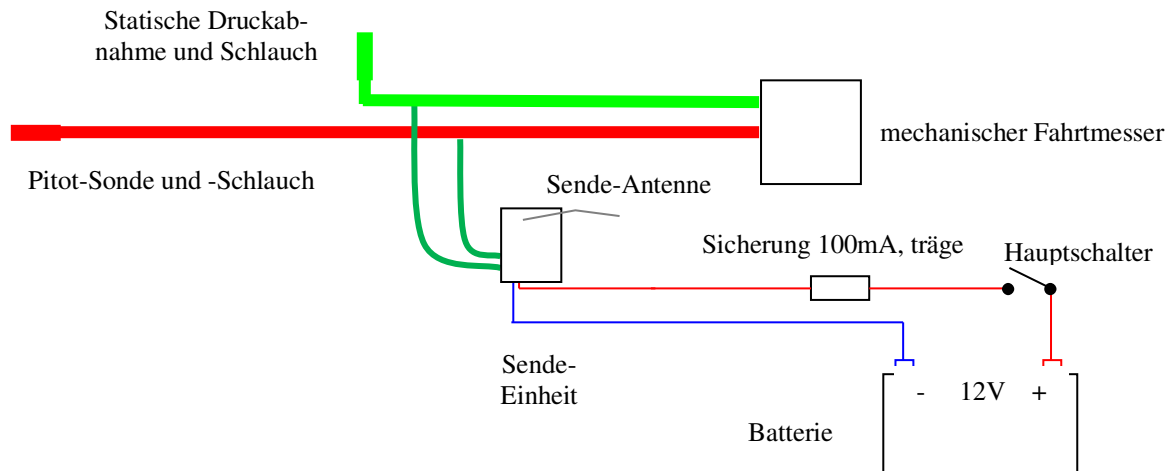 Statische Druckab-
nahme und Schlauch
mechanischer Fahrtmesser
Pitot-Sonde und -Schlauch
Sende-Antenne
Sicherung 100mA, träge
Hauptschalter
Sende-
Einheit
- 12V +
Batterie